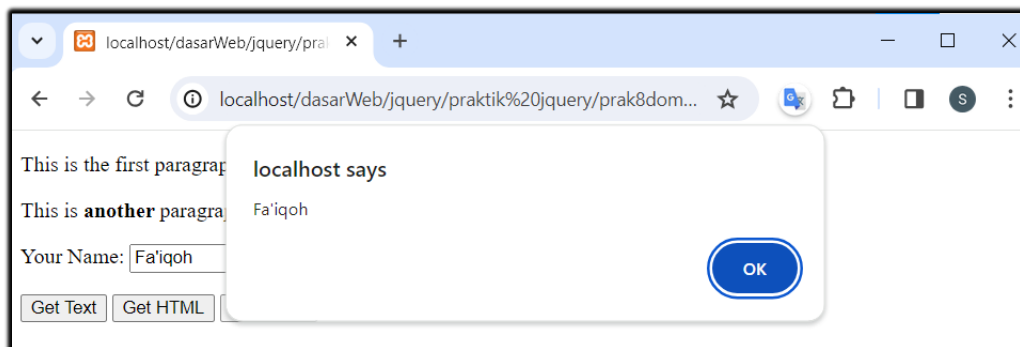 localhost/dasarWeb/jquery/pral
localhost/dasarWeb/jquery/praktik%20jquery/prak8dom...
S
This is the first paragrap
localhost says
Fa'iqoh
This is another paragra
Your Name: Fa'iqoh
OK
Get Text Get HTML